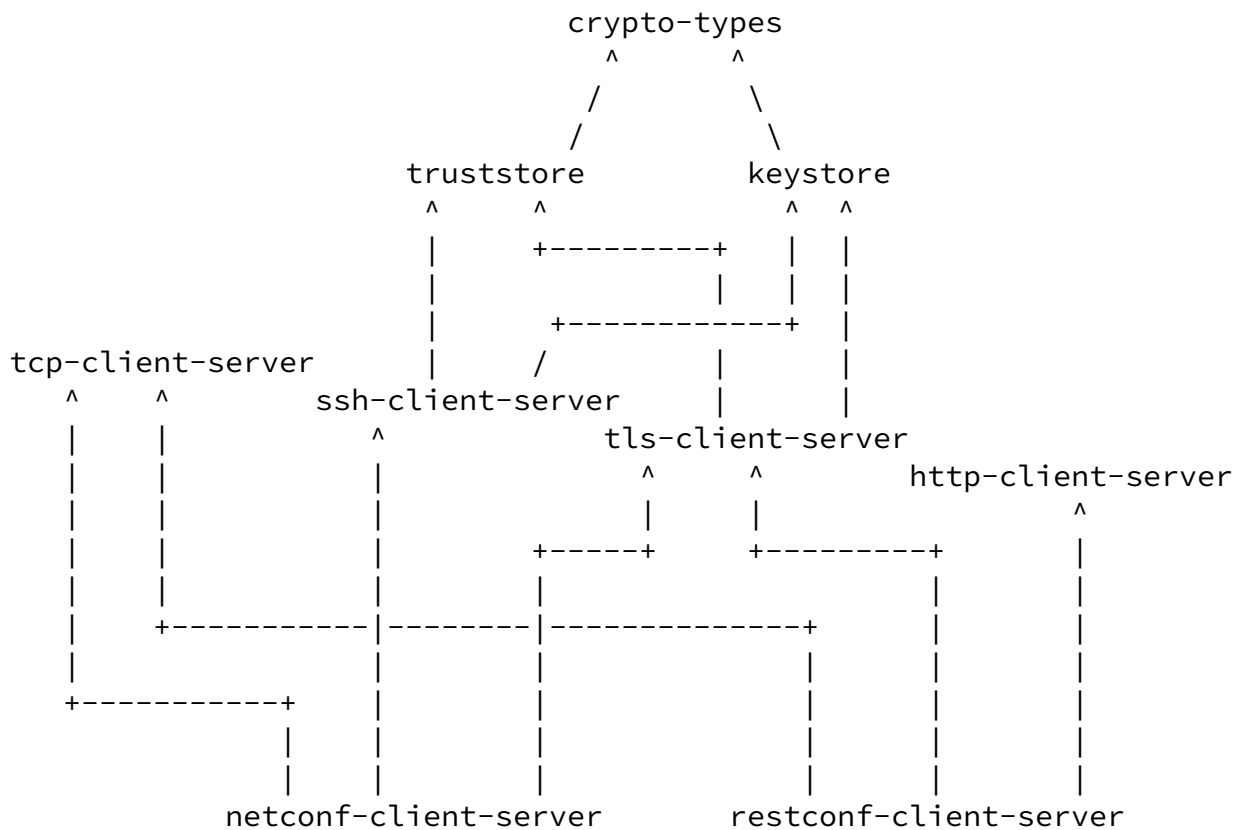 crypto-types
truststore keystore
tcp-client-server
ssh-client-server
tls-client-server
http-client-server
netconf-client-server restconf-client-server